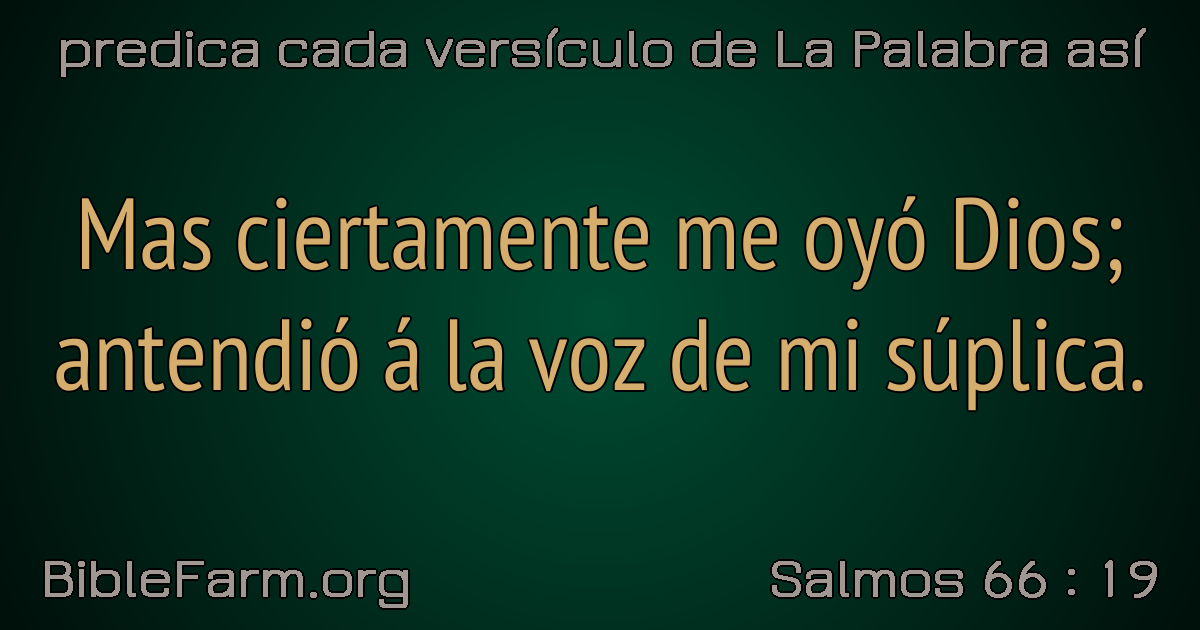 predica cada versículo de La Palabra así
Mas ciertamente me oyó Dios;
antendió á la voz de mi súplica.
BibleFarm.org
Salmos 66 : 19